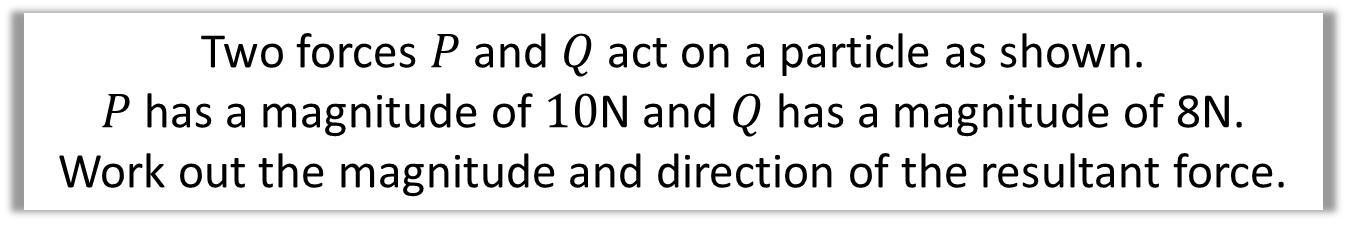 Two forces P and Q act on a particle as shown.
P has a magnitude of 10N and Q has a magnitude of 8N.
Work out the magnitude and direction of the resultant force.